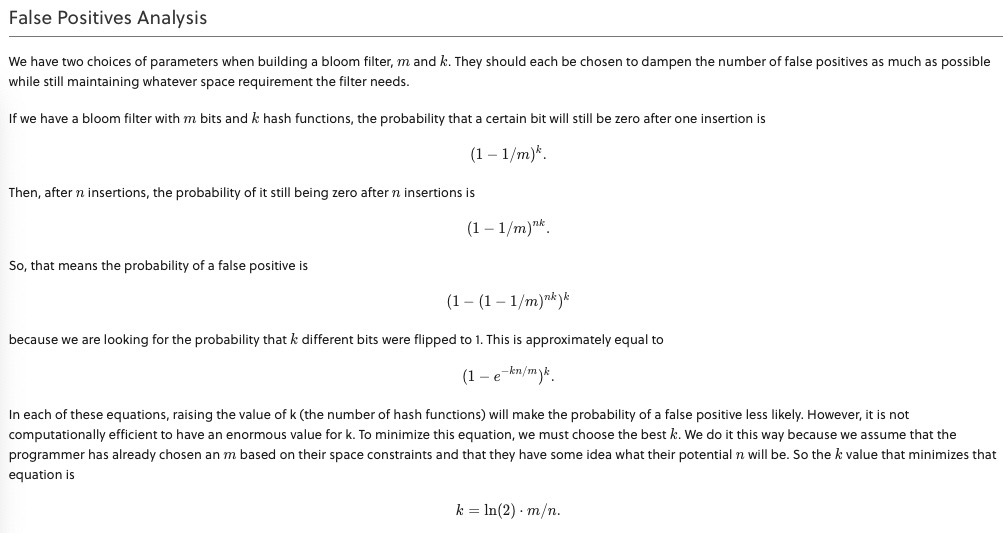 False Positives Analysis
We have two choices of parameters when building a bloom filter, m and k. They should each be chosen to dampen the number of false positives as much as possible
while still maintaining whatever space requirement the filter needs.
If we have a bloom filter with m bits and k hash functions, the probability that a certain bit will still be zero after one insertion is
(1 − 1/m)^k.
Then, after n insertions, the probability of it still being zero after n insertions is
(1 − 1/m)^{nk}.
So, that means the probability of a false positive is
(1 − (1 − 1/m)^{nk})^k
because we are looking for the probability that k different bits were flipped to 1. This is approximately equal to
(1 − e^{−kn/m})^k.
In each of these equations, raising the value of k (the number of hash functions) will make the probability of a false positive less likely. However, it is not
computationally efficient to have an enormous value for k. To minimize this equation, we must choose the best k. We do it this way because we assume that the
programmer has already chosen an m based on their space constraints and that they have some idea what their potential n will be. So the k value that minimizes that
equation is
k = ln(2) · m/n.